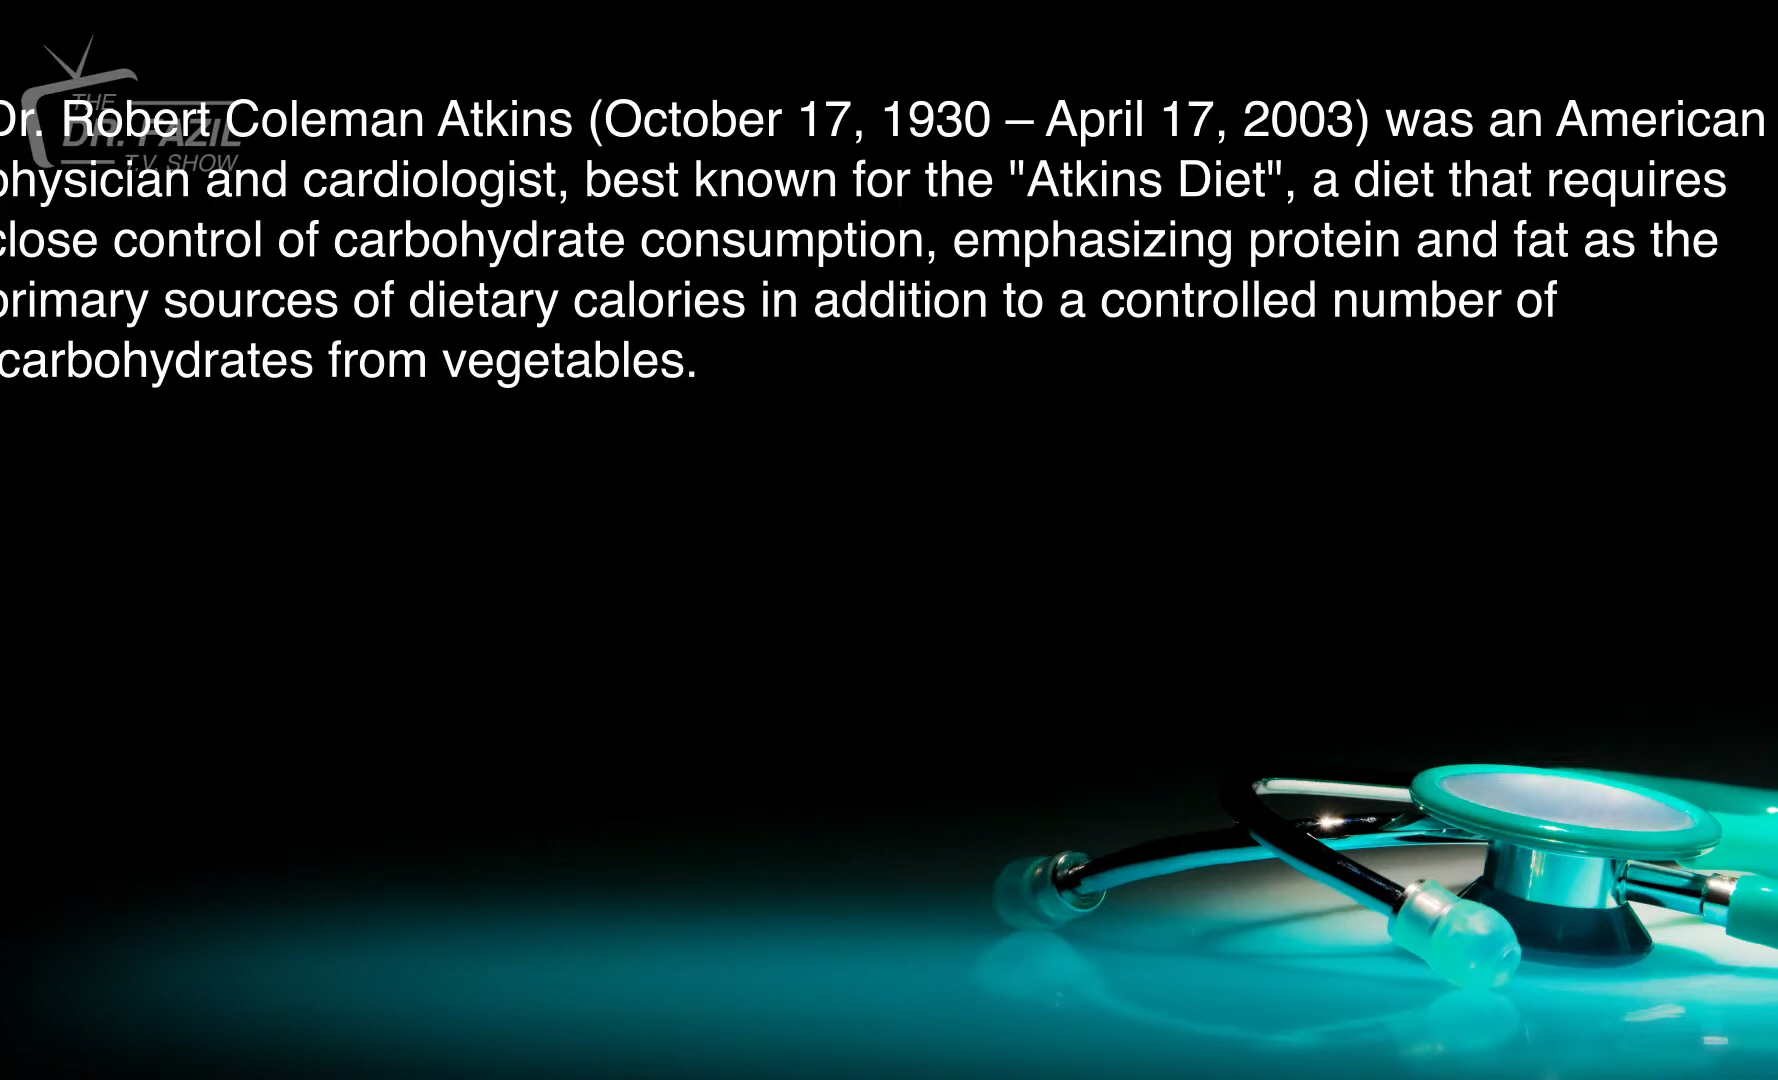 THE
DR. FAZIL
T.V. SHOW
Dr. Robert Coleman Atkins (October 17, 1930 – April 17, 2003) was an American
physician and cardiologist, best known for the "Atkins Diet", a diet that requires
close control of carbohydrate consumption, emphasizing protein and fat as the
primary sources of dietary calories in addition to a controlled number of
carbohydrates from vegetables.